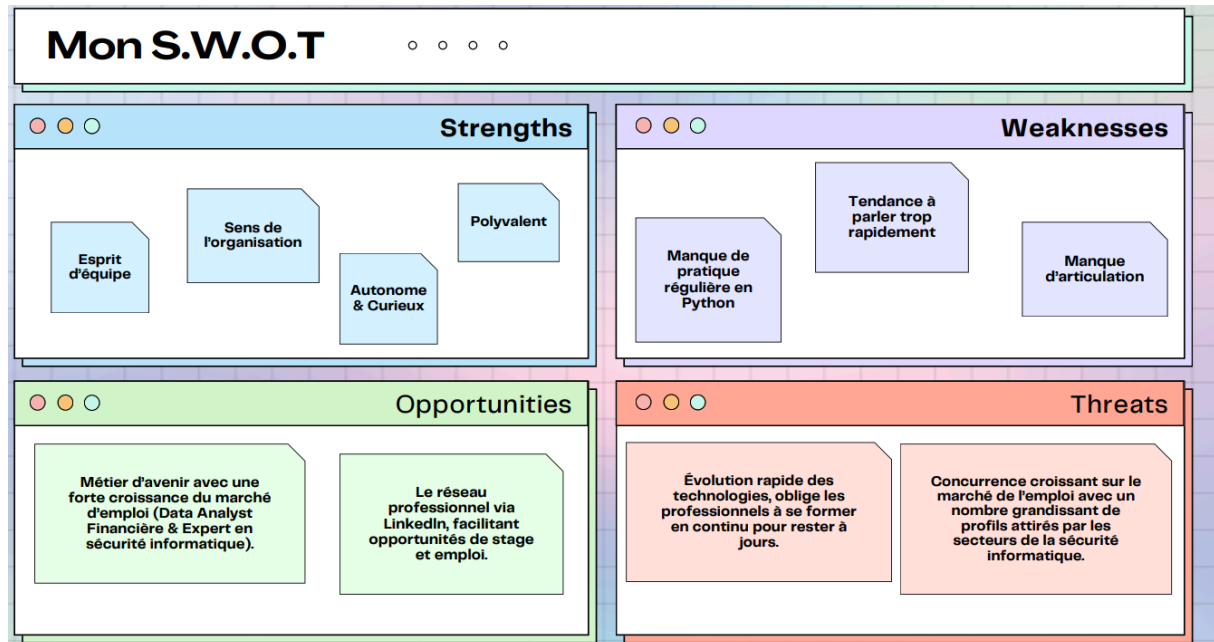 Mon S.W.O.T
Strengths
Esprit
d'équipe
Sens de
l'organisation
Autonome
& Curieux
Polyvalent
Weaknesses
Manque de
pratique
régulière en
Python
Tendance à
parler trop
rapidement
Manque
d'articulation
Opportunities
Métier d'avenir avec une
forte croissance du marché
d'emploi (Data Analyst
Financière & Expert en
sécurité informatique).
Le réseau
professionnel via
LinkedIn, facilitant
opportunités de stage
et emploi.
Threats
Évolution rapide des
technologies, oblige les
professionnels à se former
en continu pour rester à
jours.
Concurrence croissant sur le
marché de l'emploi avec un
nombre grandissant de
profils attirés par les
secteurs de la sécurité
informatique.